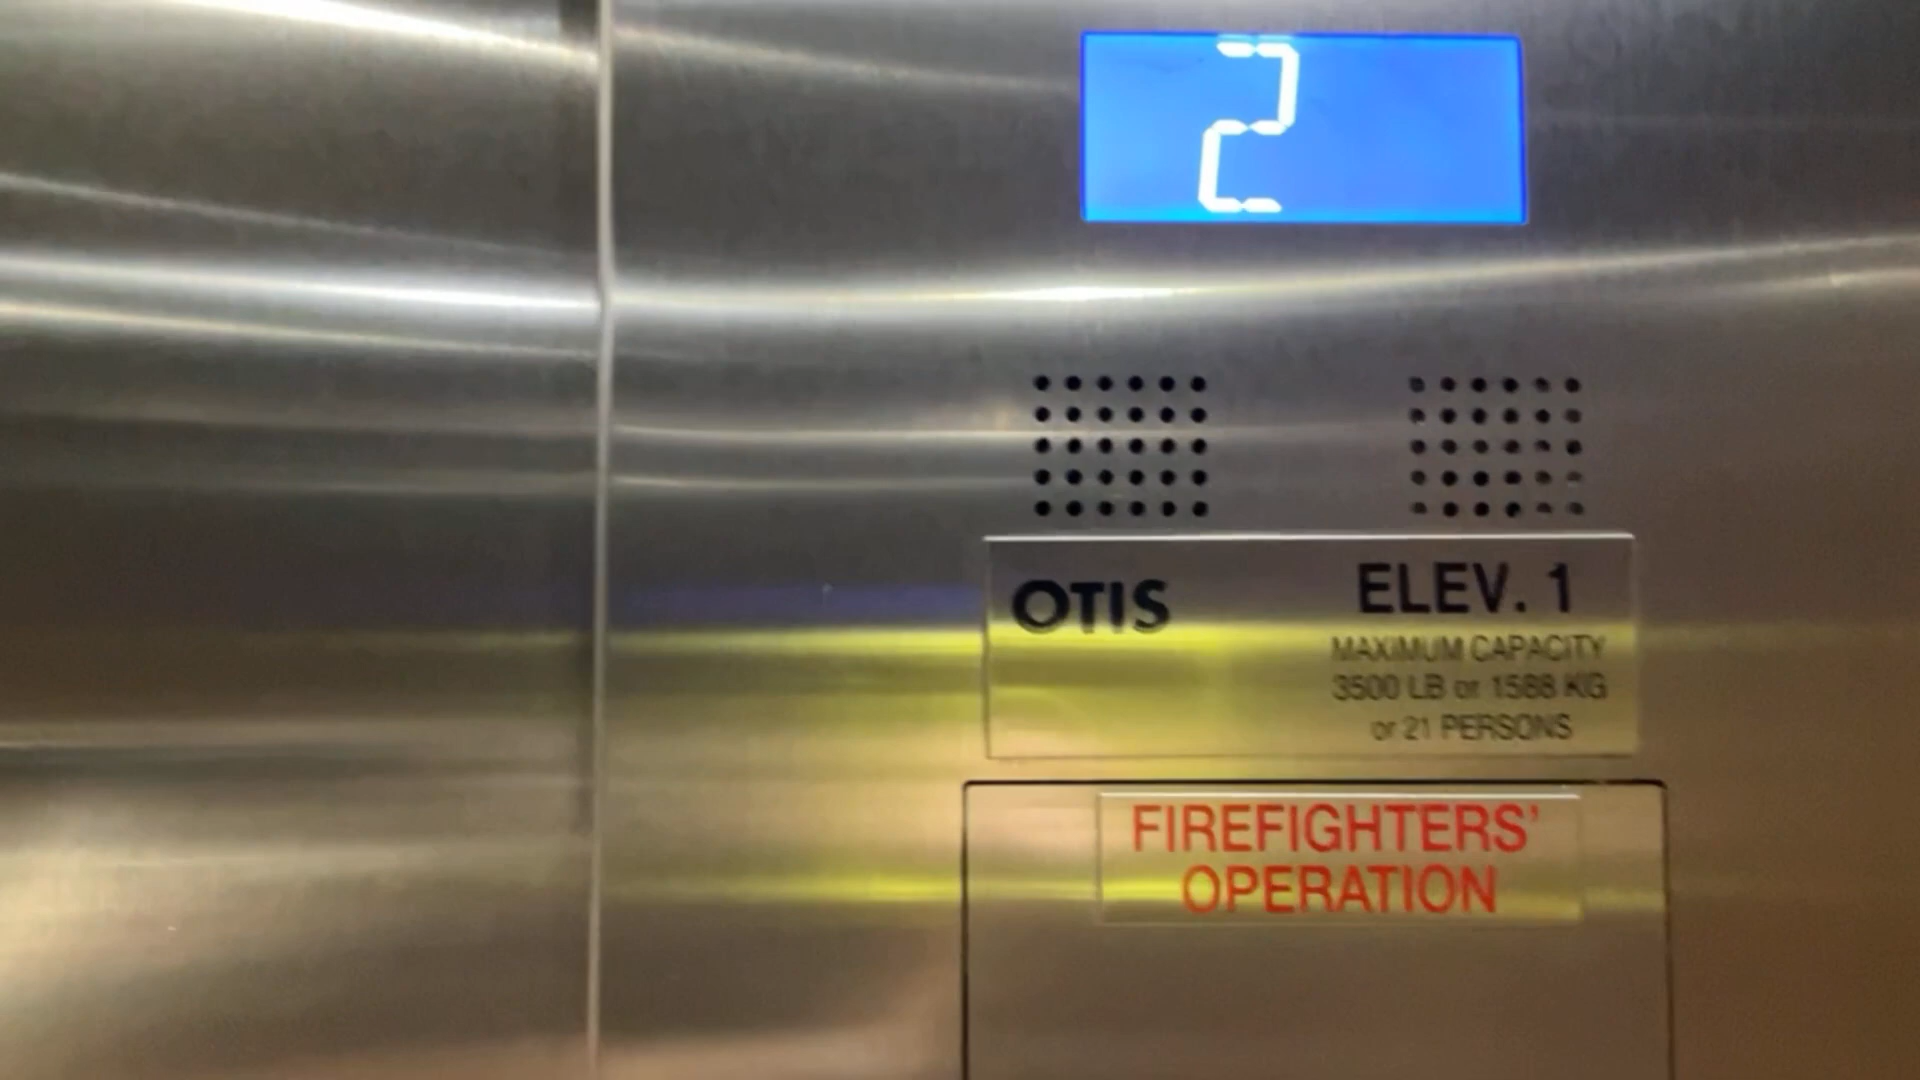 2
OTIS
ELEV. 1
MAXIMUM CAPACITY
3500 LB or 1588 KG
or 21 PERSONS
FIREFIGHTERS'
OPERATION